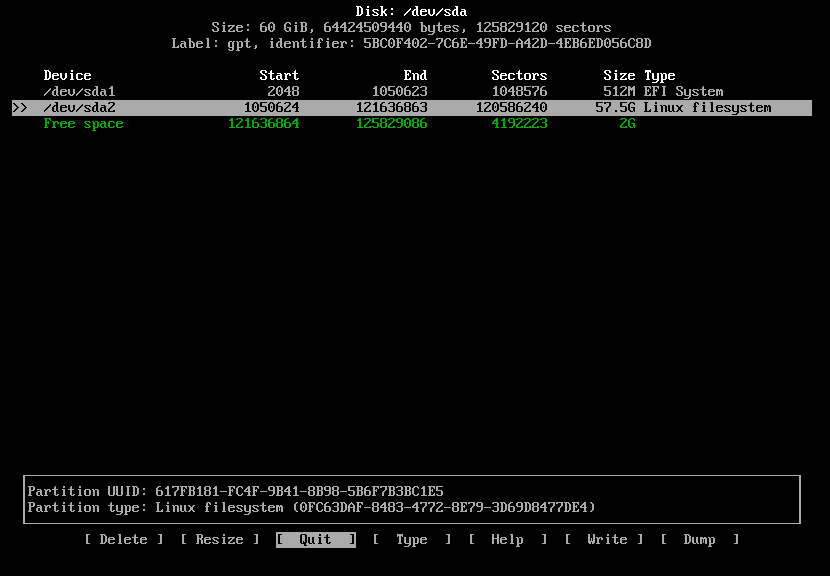 Disk: /dev/sda
Size: 60 GiB, 64424509440 bytes, 125829120 sectors
Label: gpt, identifier: 5BC0F402-7C6E-49FD-A42D-4EB6ED056C8D
Device Start End Sectors Size Type
/dev/sda1 2048 1050623 1048576 512M EFI System
>> /dev/sda2 1050624 121636863 120586240 57.5G Linux filesystem
Free space 121636864 125829086 4192223 2G
Partition UUID: 617FB181-FC4F-9B41-8B98-5B6F7B3BC1E5
Partition type: Linux filesystem (0FC63DAF-8483-4772-8E79-3D69D8477DE4)
[ Delete ] [ Resize ] [ Quit ] [ Type ] [ Help ] [ Write ] [ Dump ]